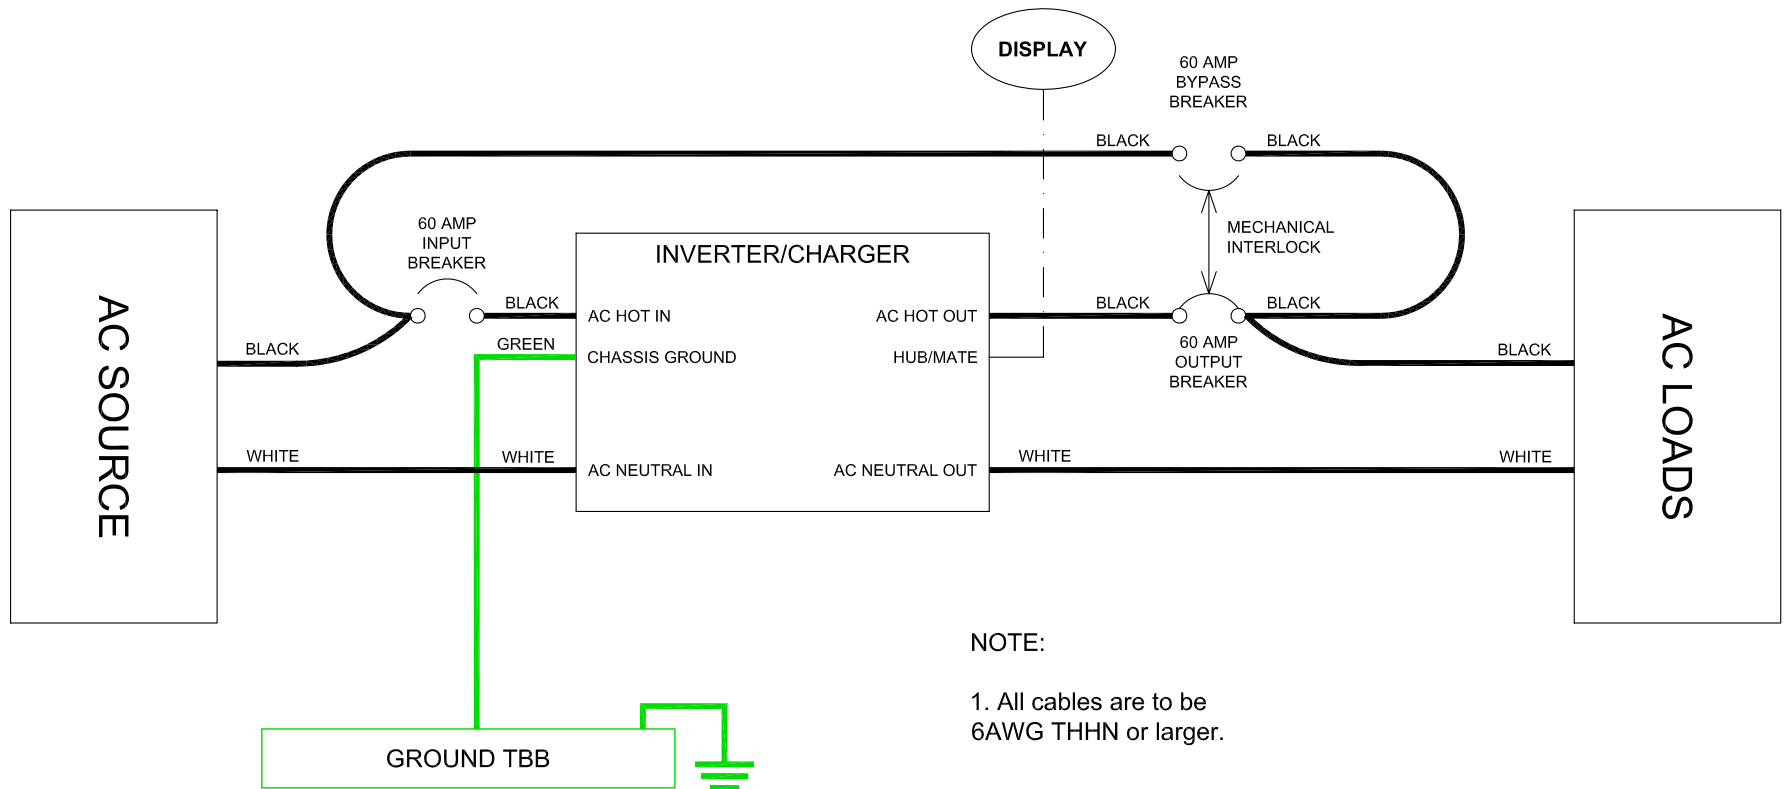 DISPLAY
60 AMP
BYPASS
BREAKER
BLACK
BLACK
60 AMP
INPUT
BREAKER
MECHANICAL
INTERLOCK
INVERTER/CHARGER
BLACK
AC HOT IN
AC HOT OUT
BLACK
BLACK
BLACK
GREEN
CHASSIS GROUND
HUB/MATE
60 AMP
OUTPUT
BREAKER
BLACK
AC SOURCE
AC LOADS
WHITE
WHITE
AC NEUTRAL IN
AC NEUTRAL OUT
WHITE
WHITE
NOTE:
1. All cables are to be
6AWG THHN or larger.
GROUND TBB